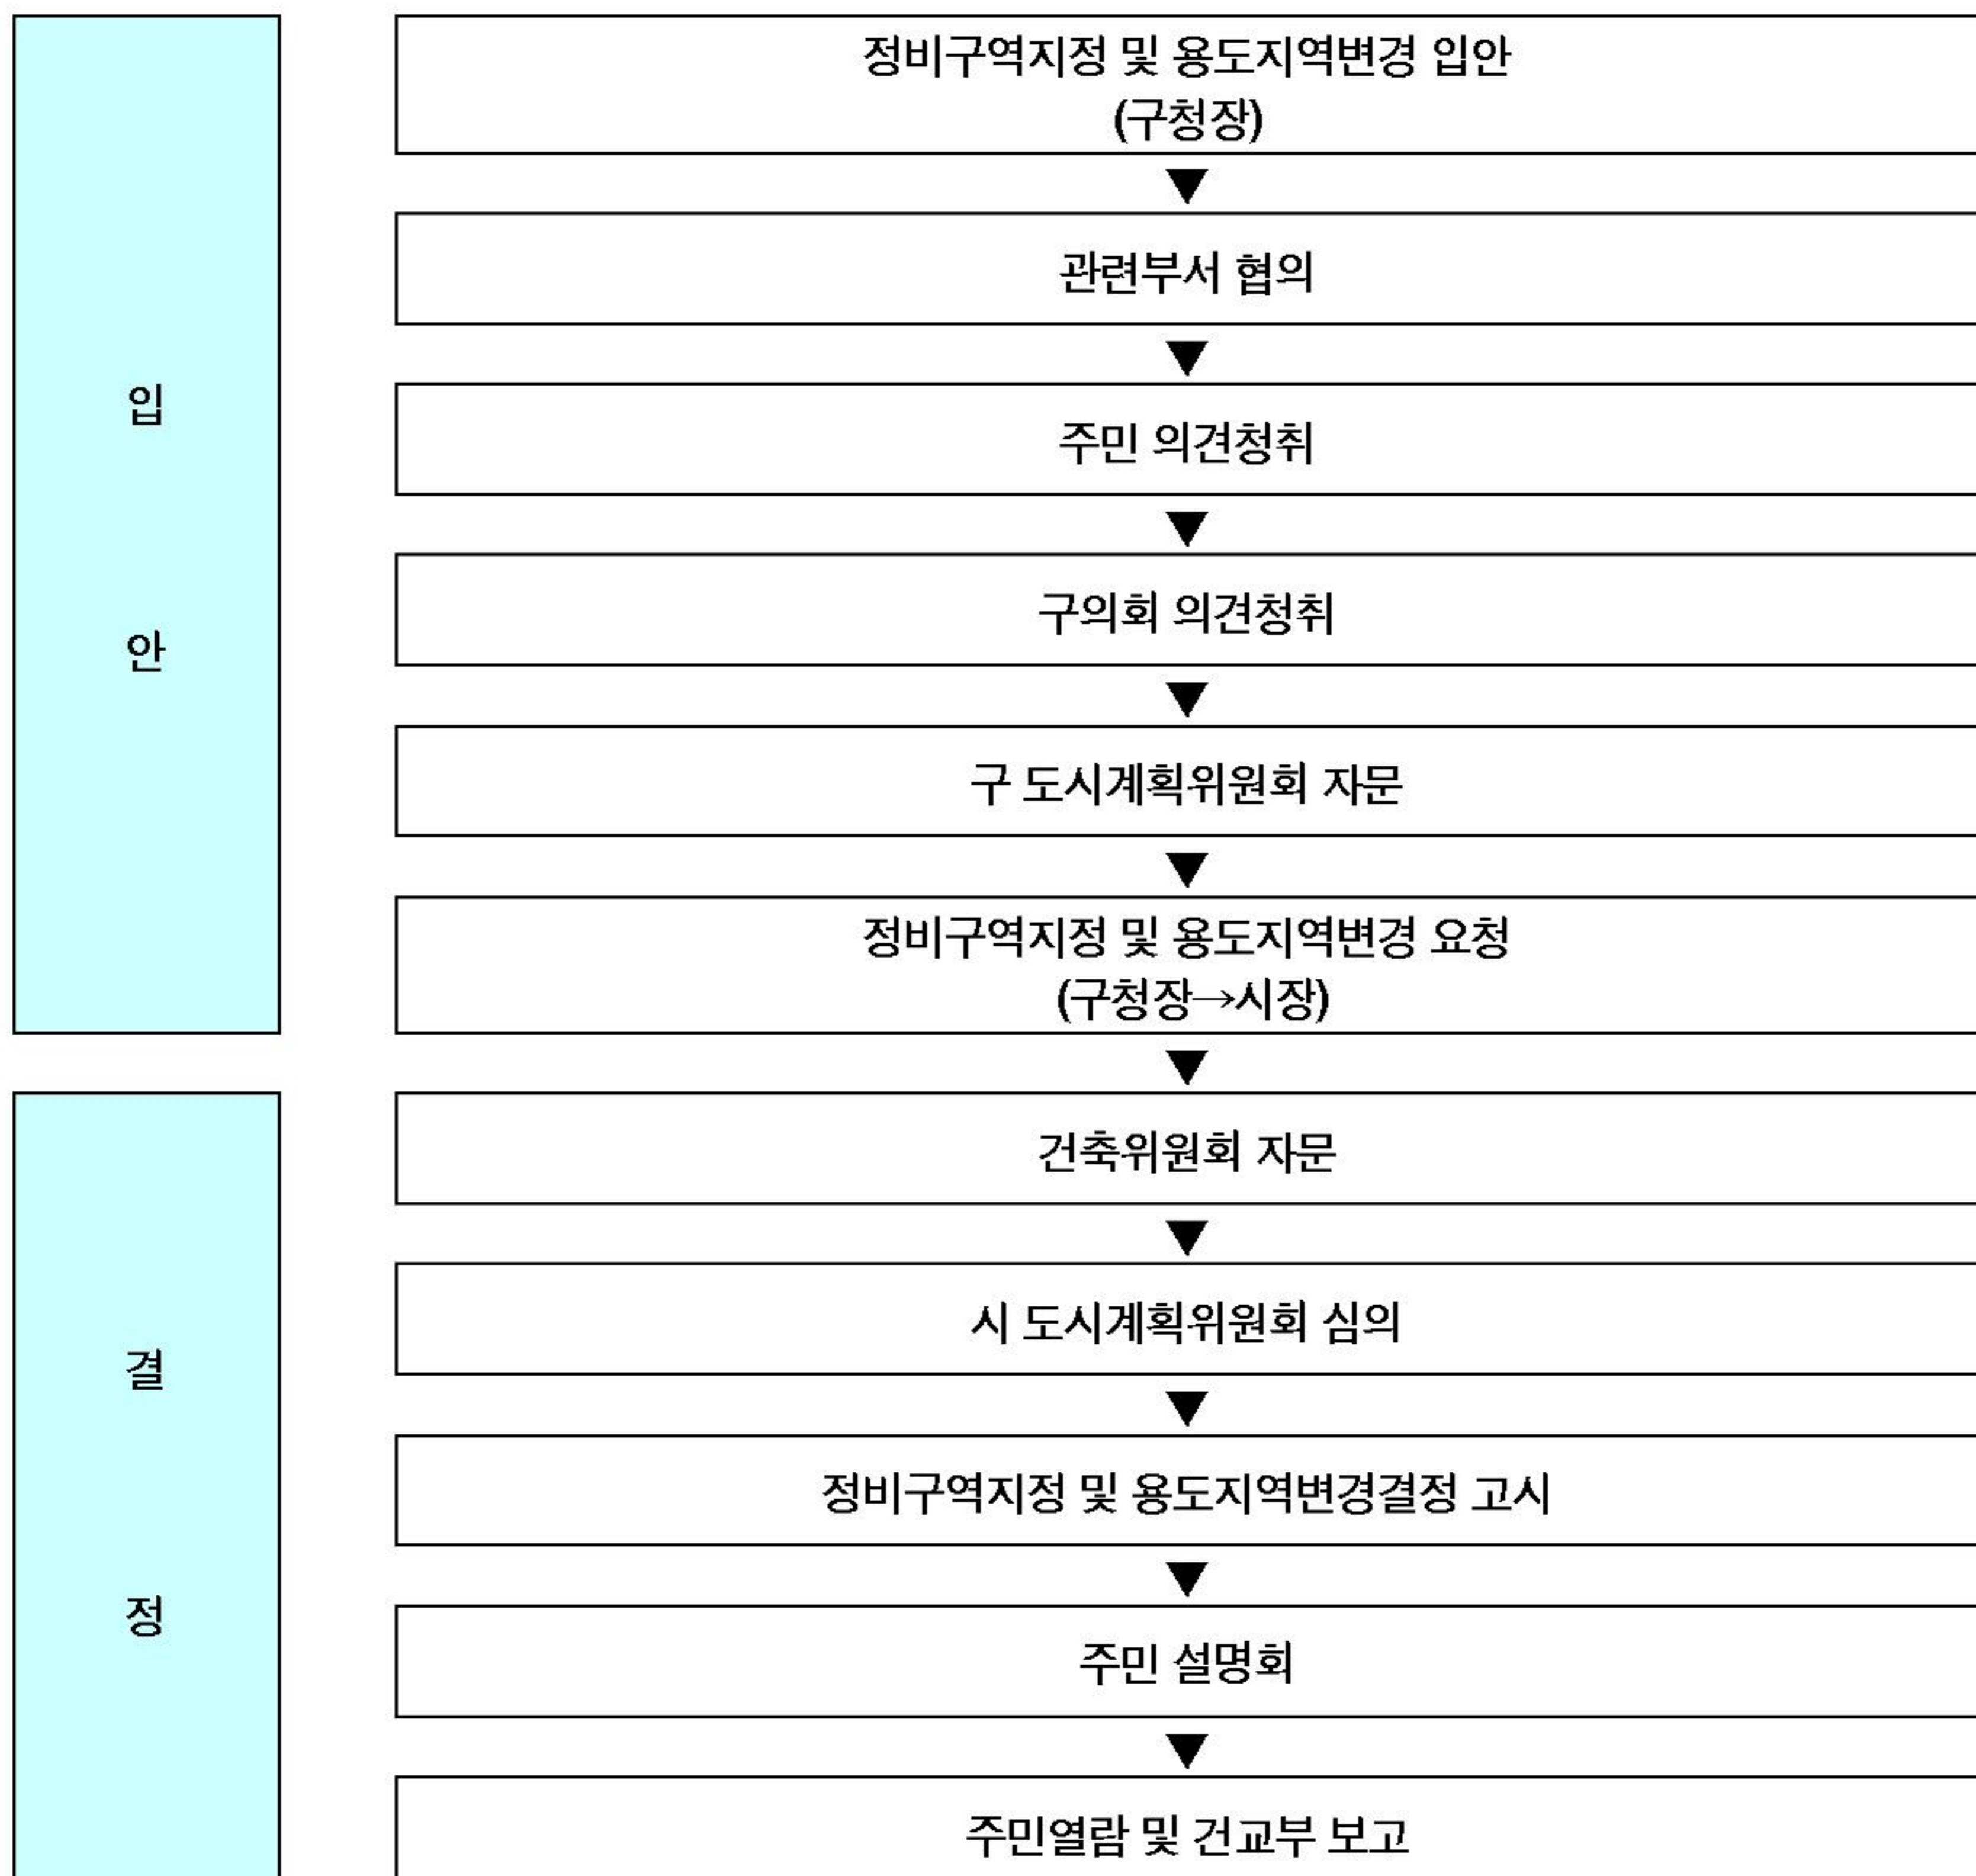 입
안
정비구역지정 및 용도지역변경 입안
(구청장)
관련부서 협의
주민 의견청취
구의회 의견청취
구 도시계획위원회 자문
정비구역지정 및 용도지역변경 요청
(구청장→시장)
결
정
건축위원회 자문
시 도시계획위원회 심의
정비구역지정 및 용도지역변경결정 고시
주민 설명회
주민열람 및 건교부 보고